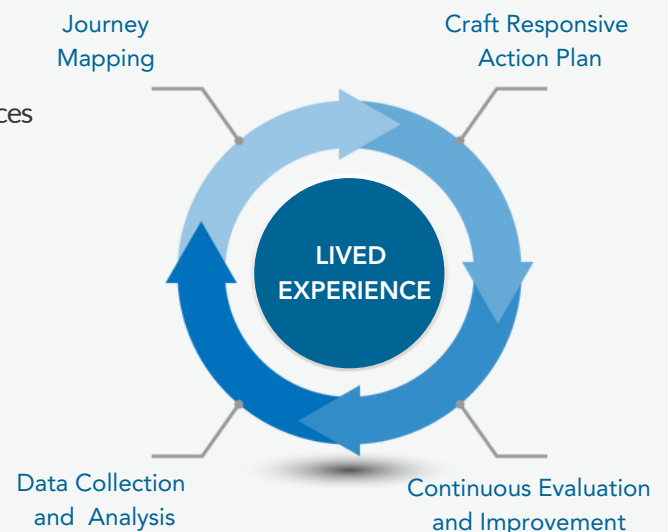 Journey
Mapping
Craft Responsive
Action Plan
LIVED
EXPERIENCE
Data Collection
and Analysis
Continuous Evaluation
and Improvement